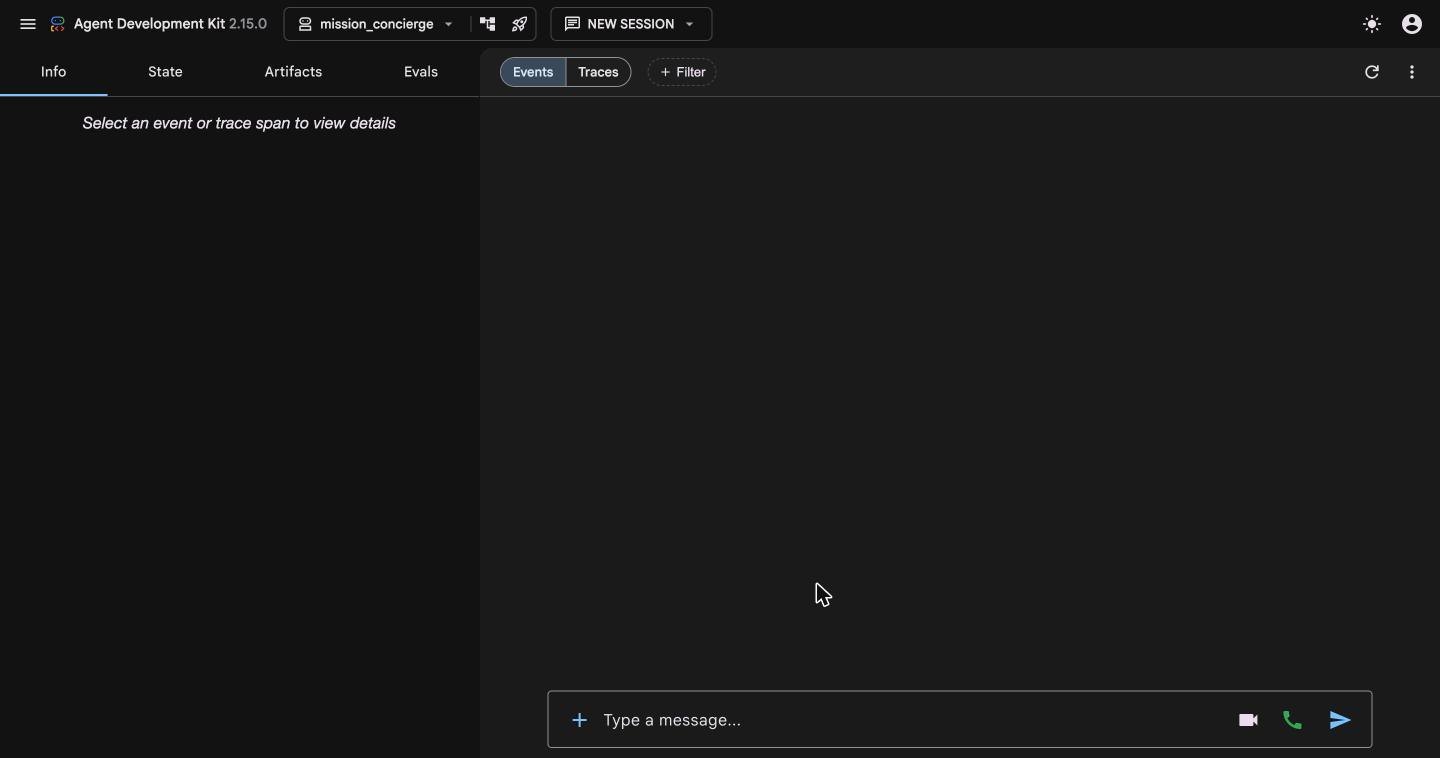 Agent Development Kit 2.15.0 mission_concierge NEW SESSION
Info State Artifacts Evals Events Traces + Filter
Select an event or trace span to view details
Type a message...